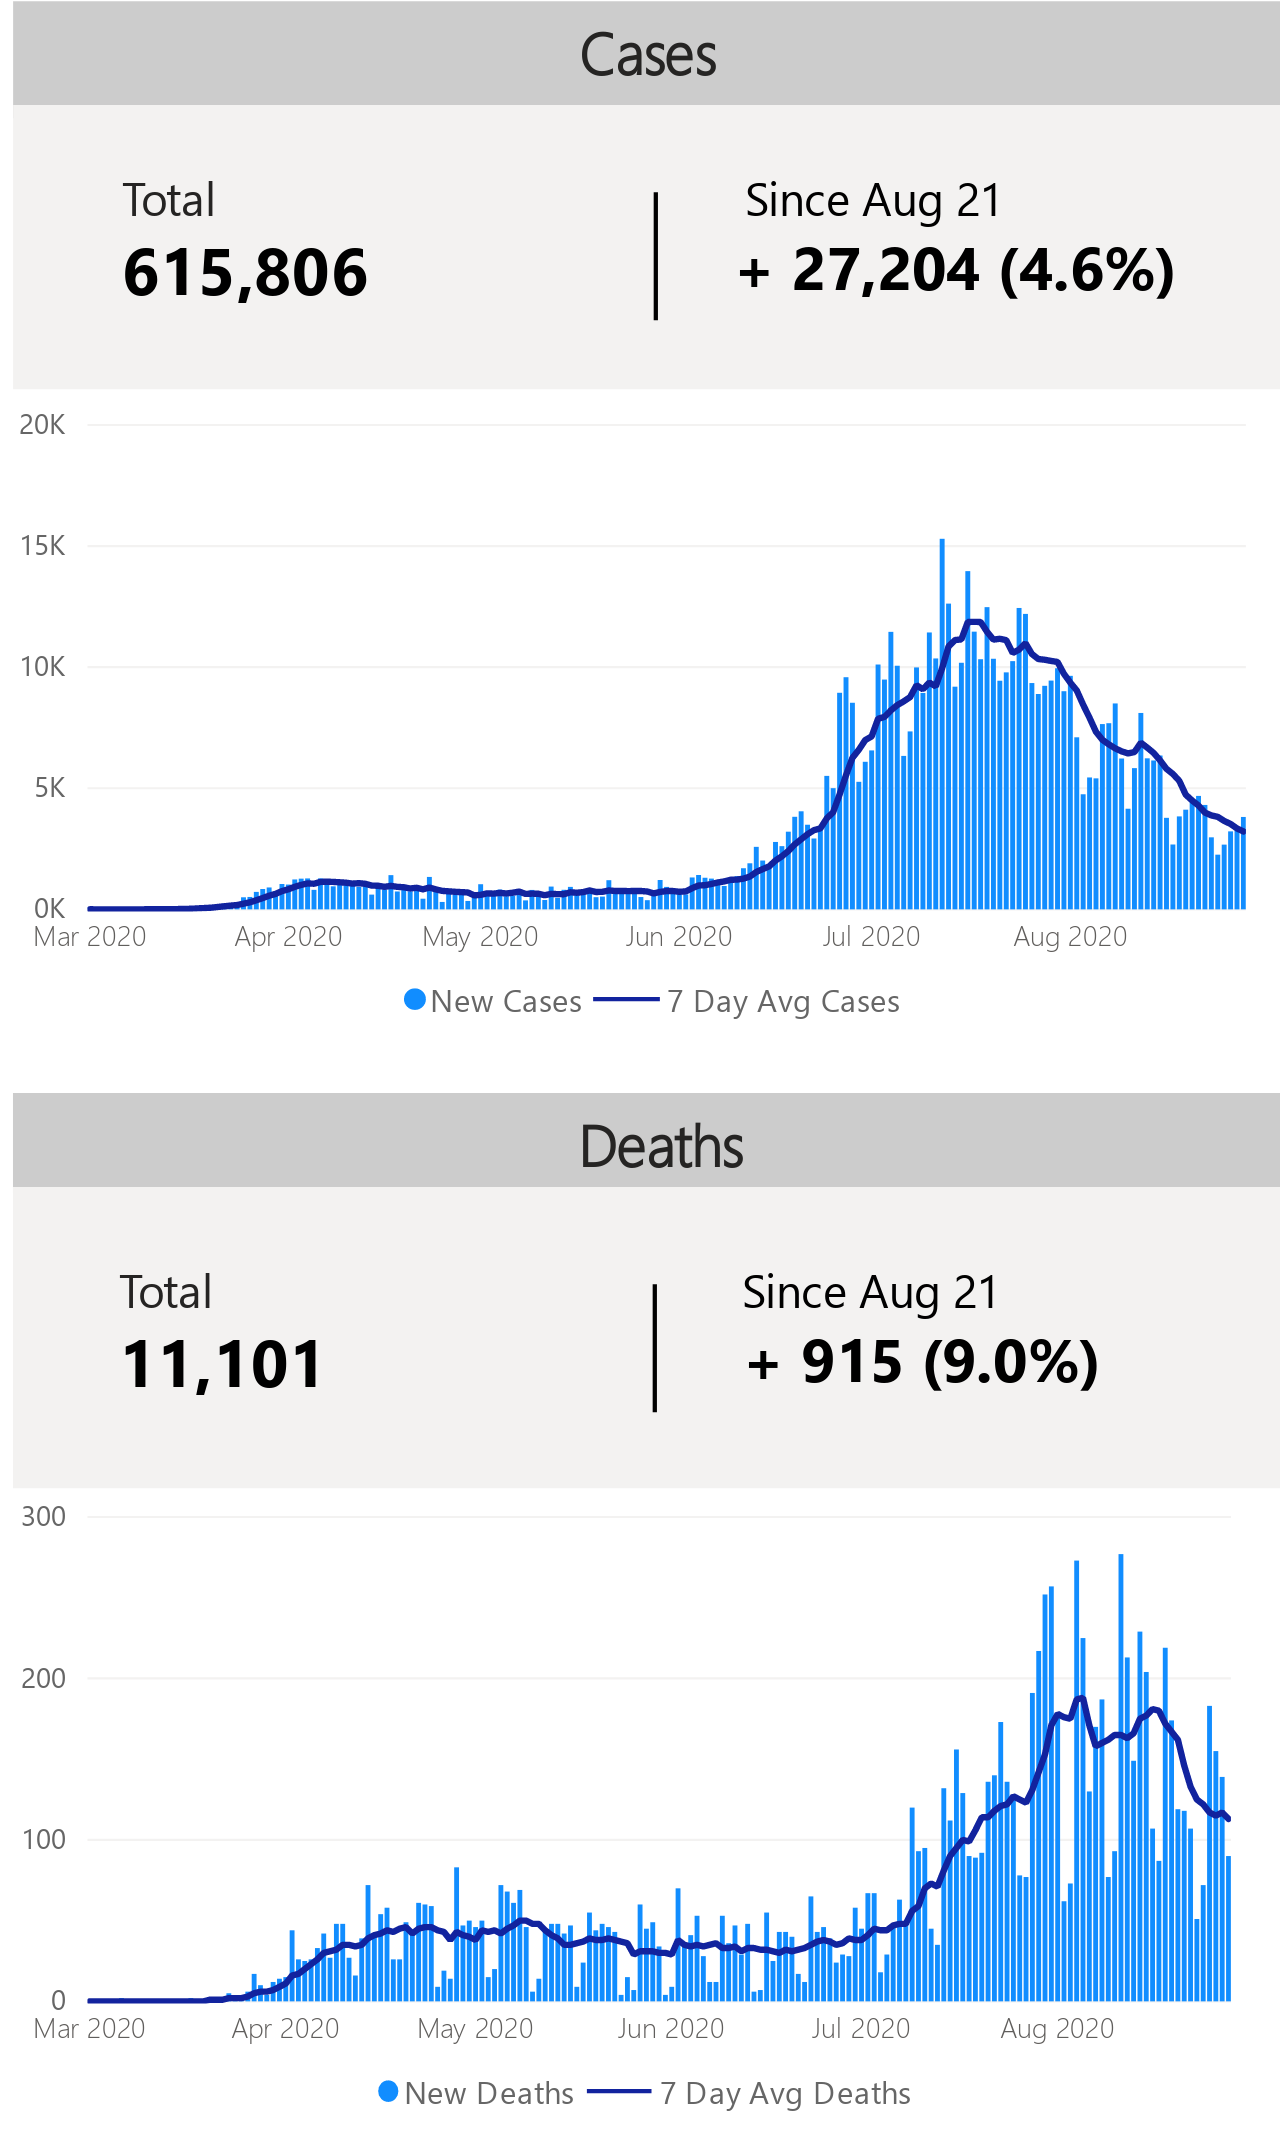 Cases
Total
Since Aug 21
615,806
+ 27,204 (4.6%)
20K
15K
10K
5K
0K
Mar 2020 Apr 2020 May 2020 Jun 2020 Jul 2020 Aug 2020
New Cases 7 Day Avg Cases
Deaths
Total
Since Aug 21
11,101
+ 915 (9.0%)
300
200
100
0
Mar 2020 Apr 2020 May 2020 Jun 2020 Jul 2020 Aug 2020
New Deaths 7 Day Avg Deaths